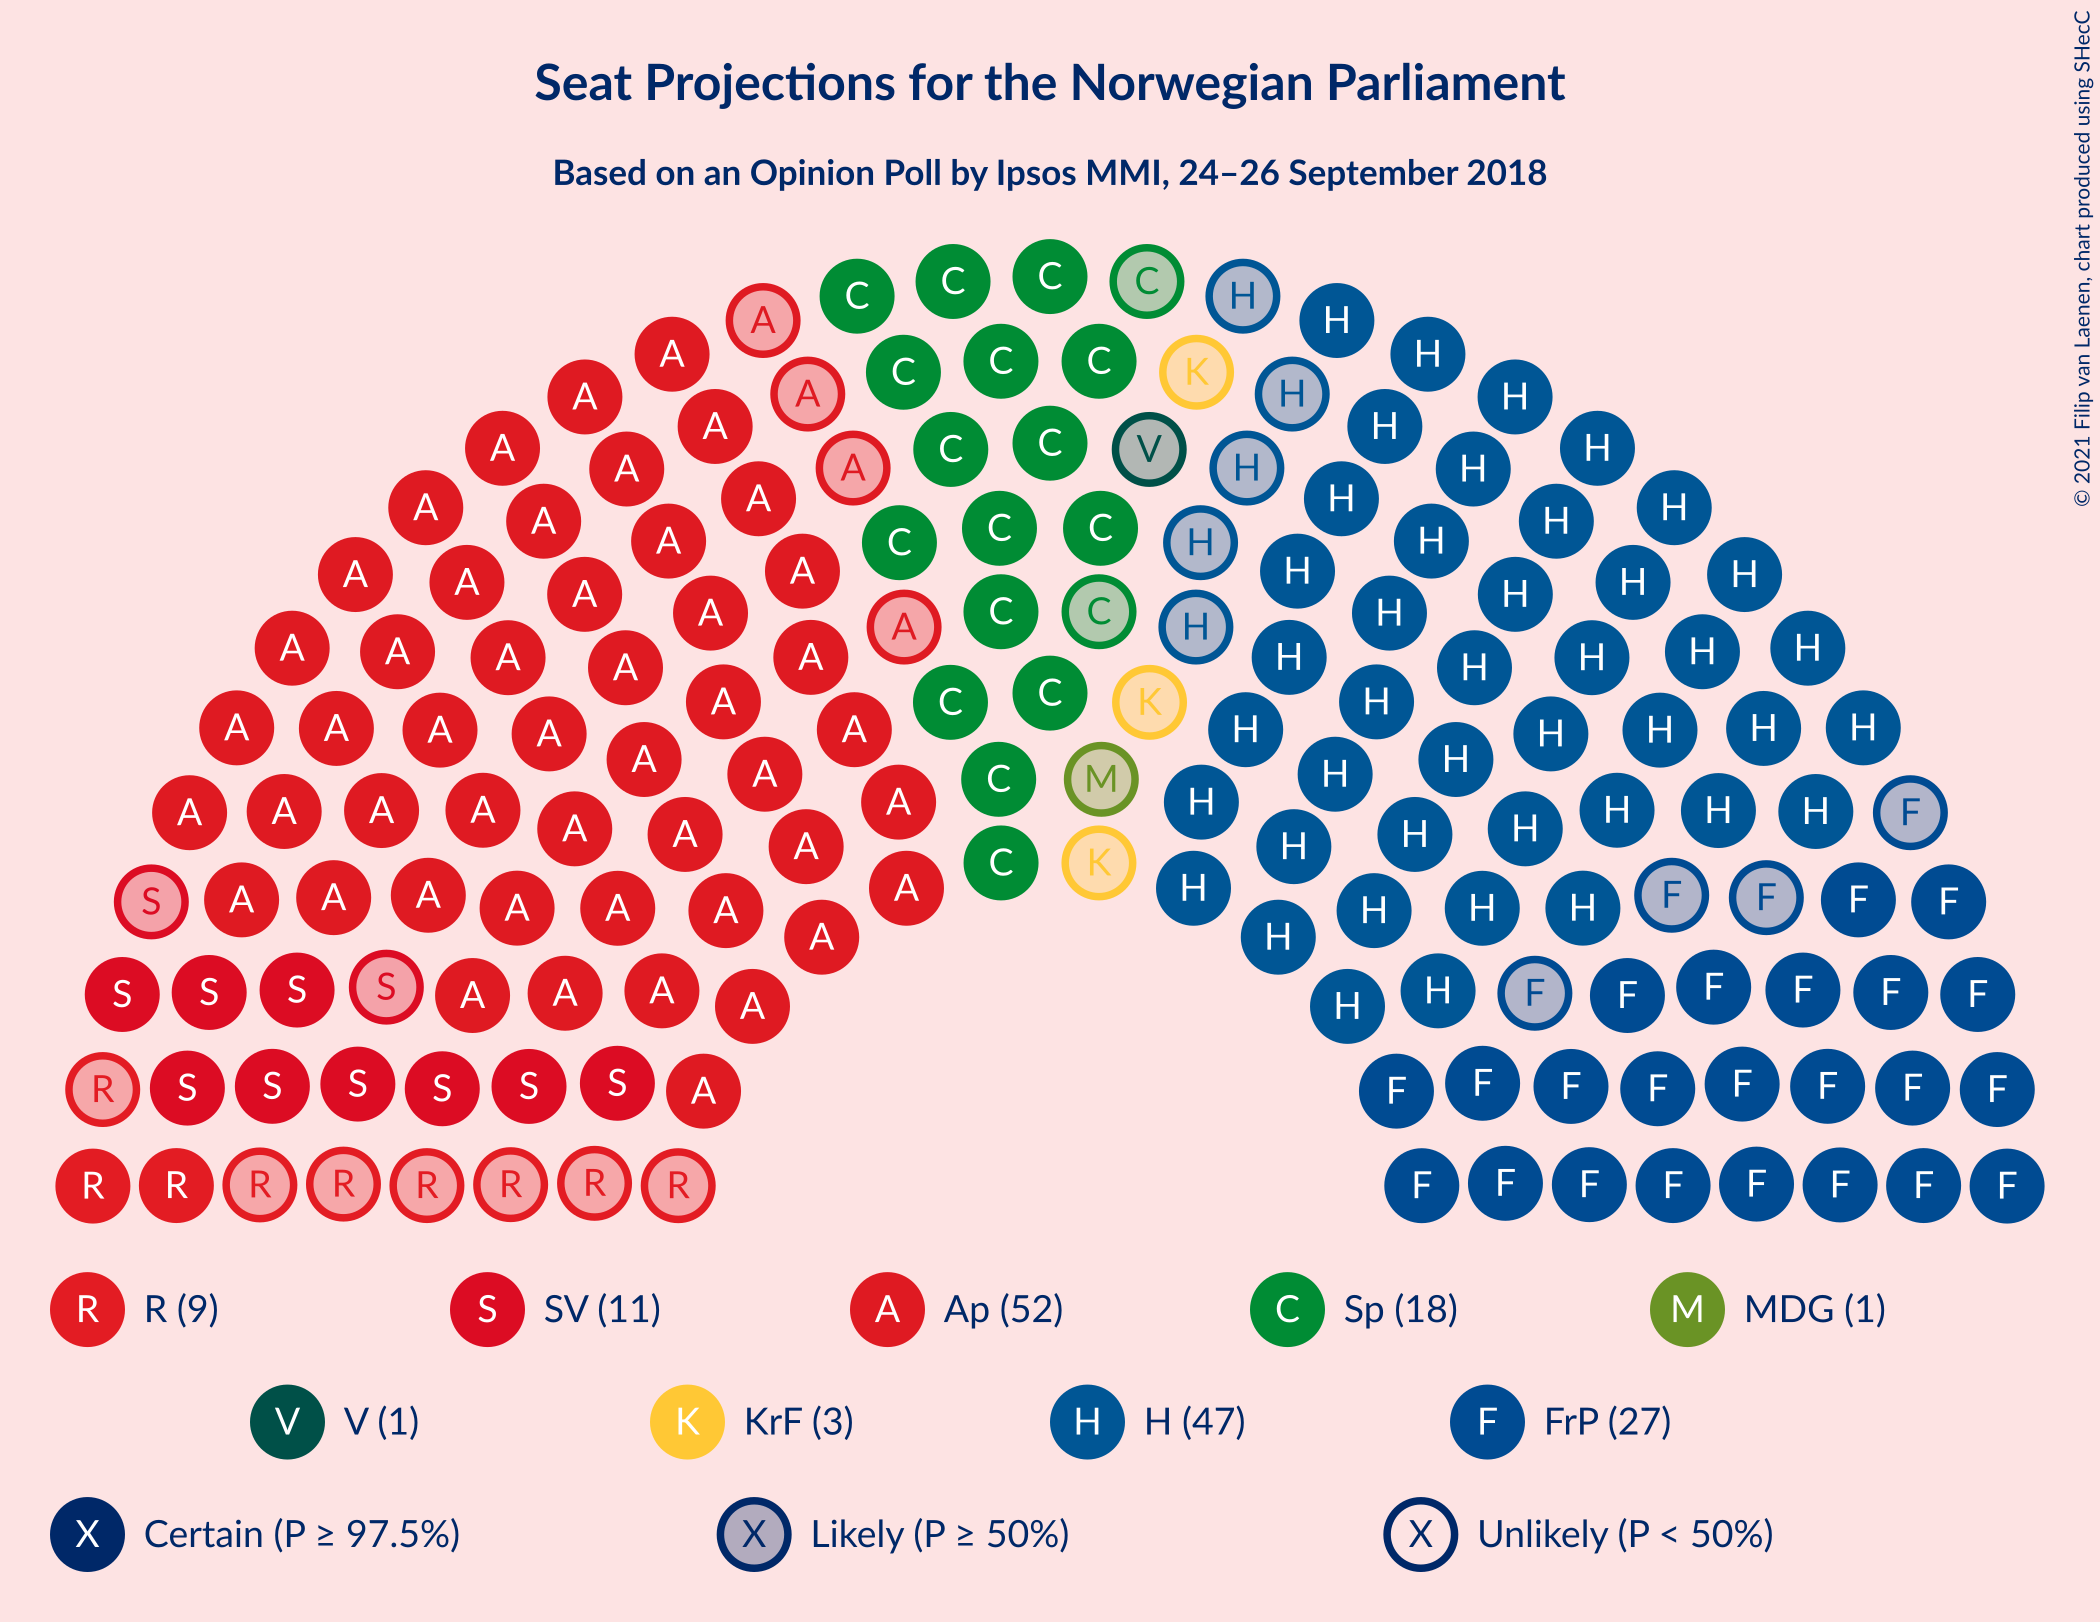 Seat Projections for the Norwegian Parliament
Based on an Opinion Poll by Ipsos MMI, 24–26 September 2018
© 2021 Filip van Laenen, chart produced using SHecC
C C C C H
A H
A C C C K H H
A A H H
A C C V H H
A A A H H H
A A C C C H H H
A A A H H H
A A A A C C H H H H H
A A A A A C C K H H H H H
A A A A A A C M H H H H H H
A A A A A A A C K H H H H H H F
S A A A A A A A H H H H H F F F F
S S S S A A A A H H F F F F F F
R S S S S S S A F F F F F F F F
R R R R R R R R F F F F F F F F
R R (9) S SV (11) A Ap (52) C Sp (18) M MDG (1)
V V (1) K KrF (3) H H (47) F FrP (27)
X Certain (P ≥ 97.5%) X Likely (P ≥ 50%) X Unlikely (P < 50%)